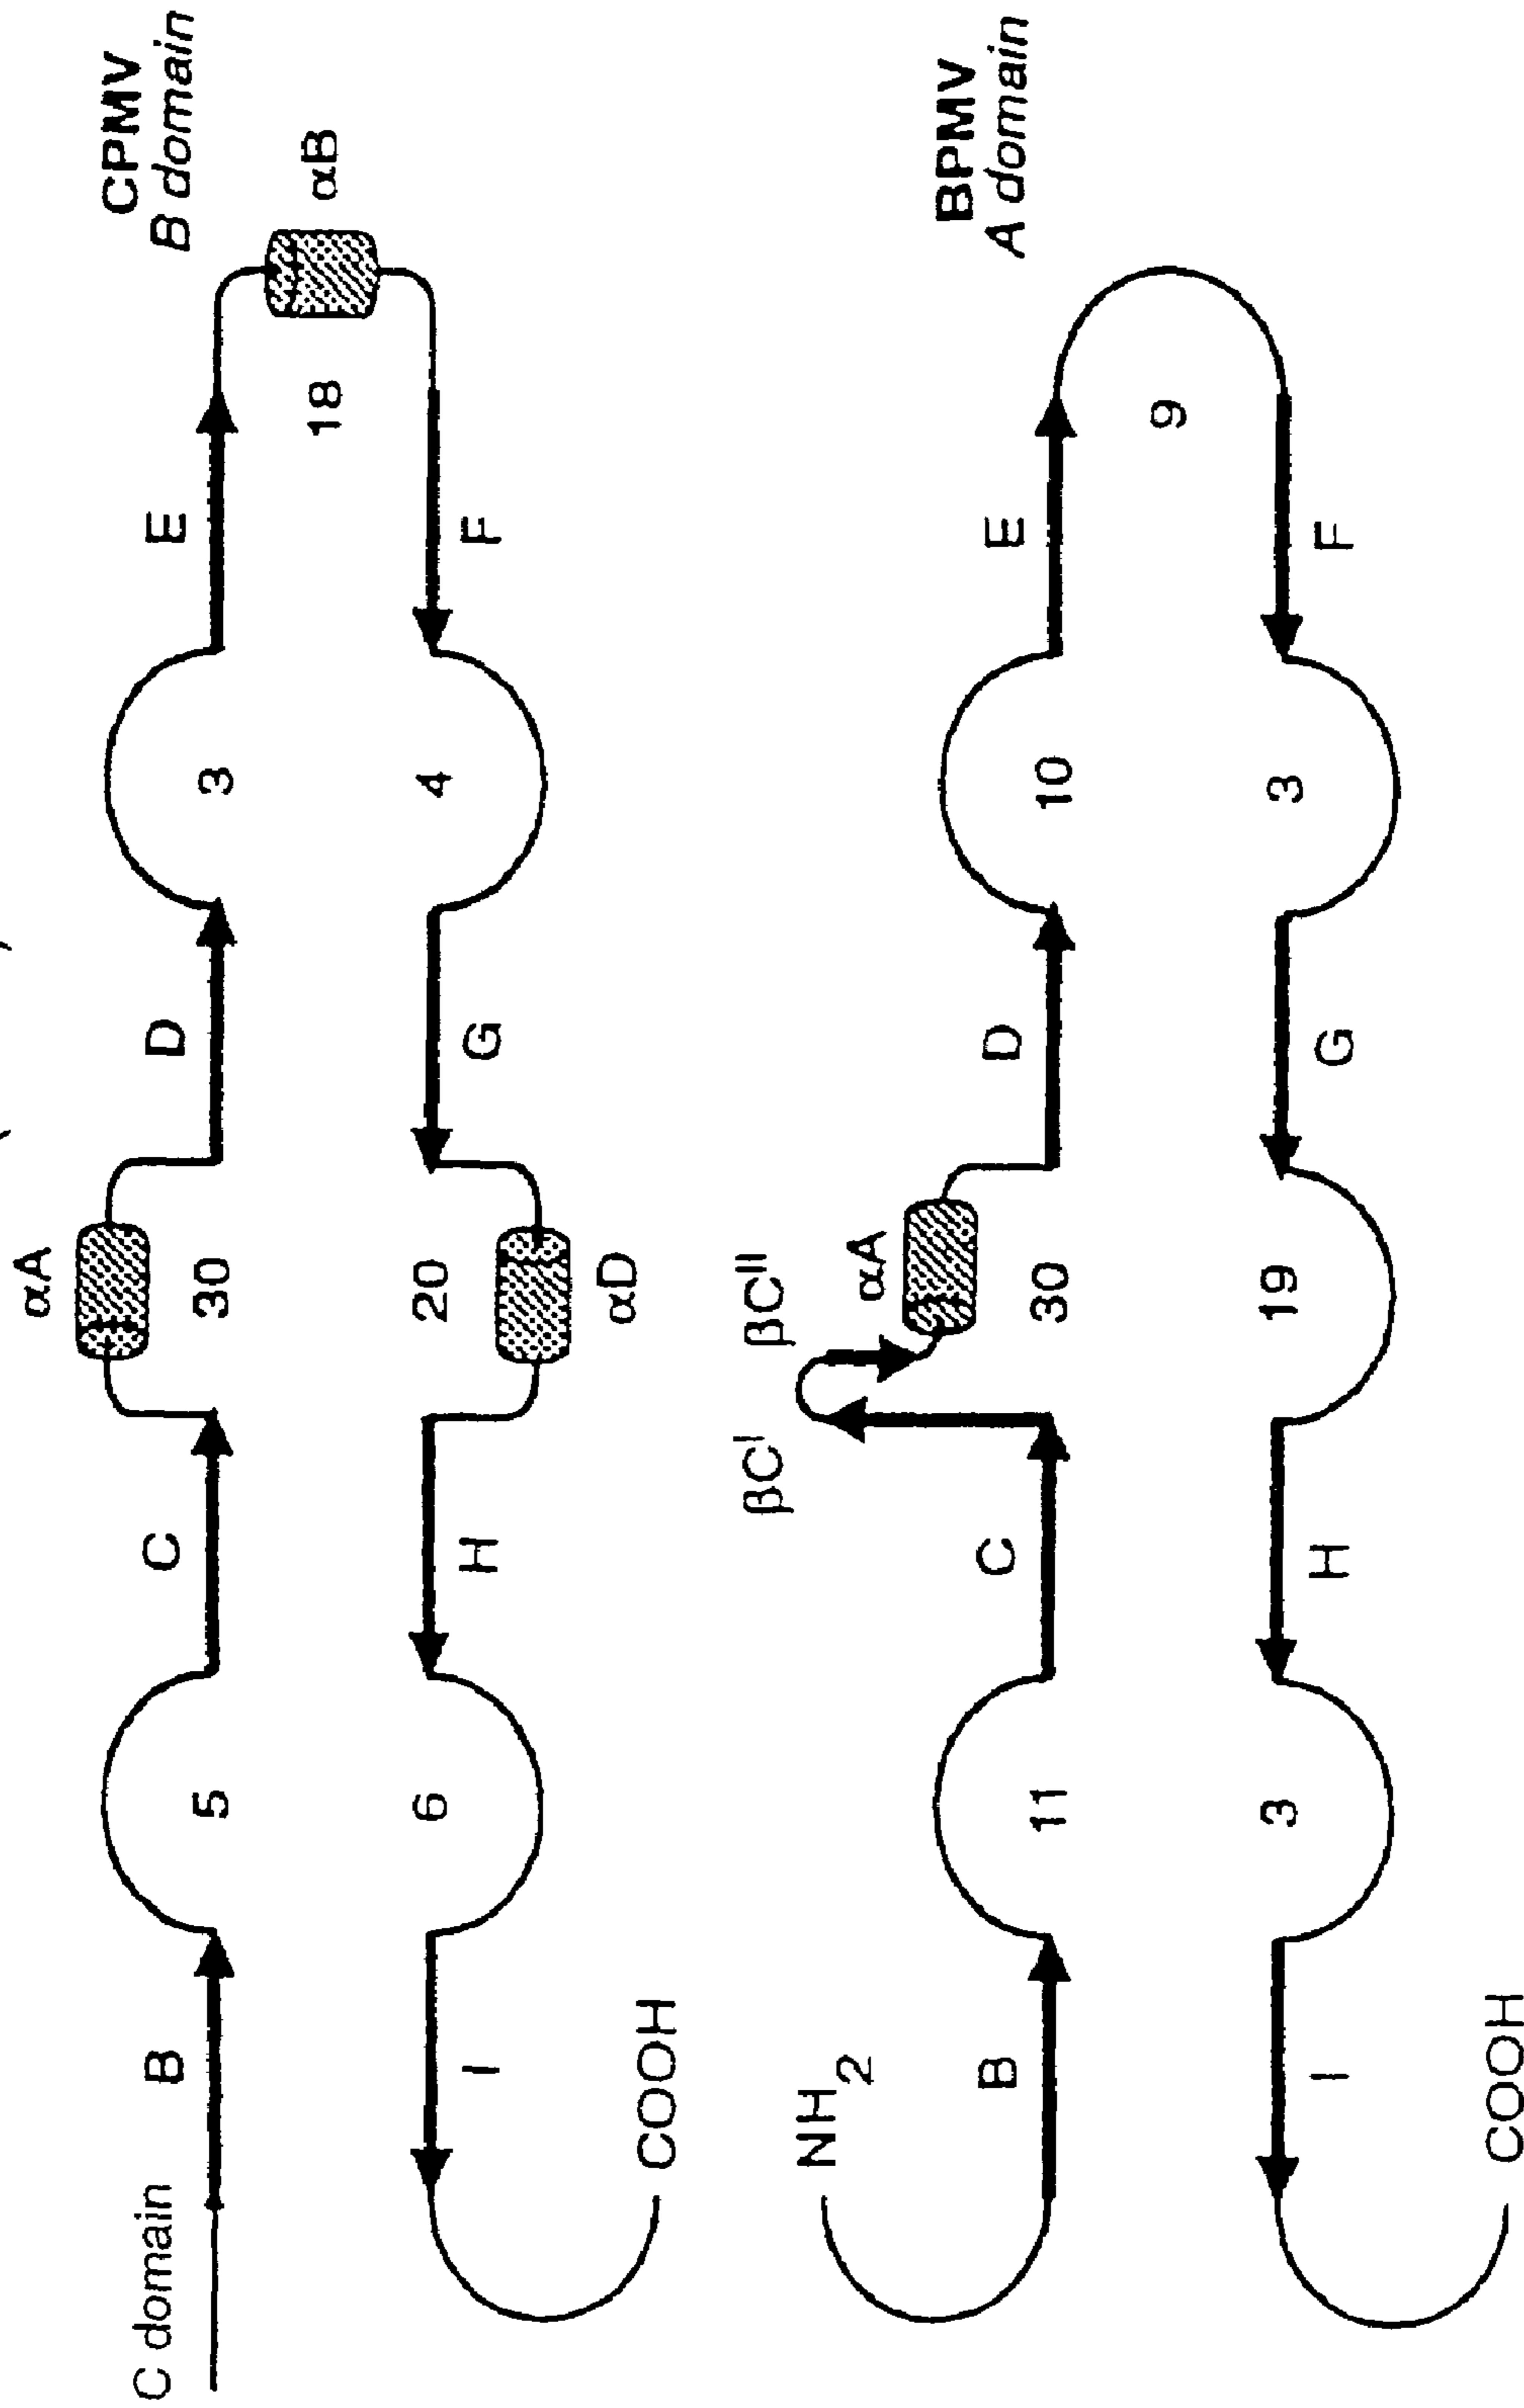 CPMV
B domain
αA
αB
C domain
B
C
D
E
5
30
3
18
6
20
4
I
H
G
F
αD
COOH
BPMV
A domain
βCᴵ
βCᴵᴵ
αA
NH2
B
C
D
E
11
30
10
9
3
19
3
I
H
G
F
COOH